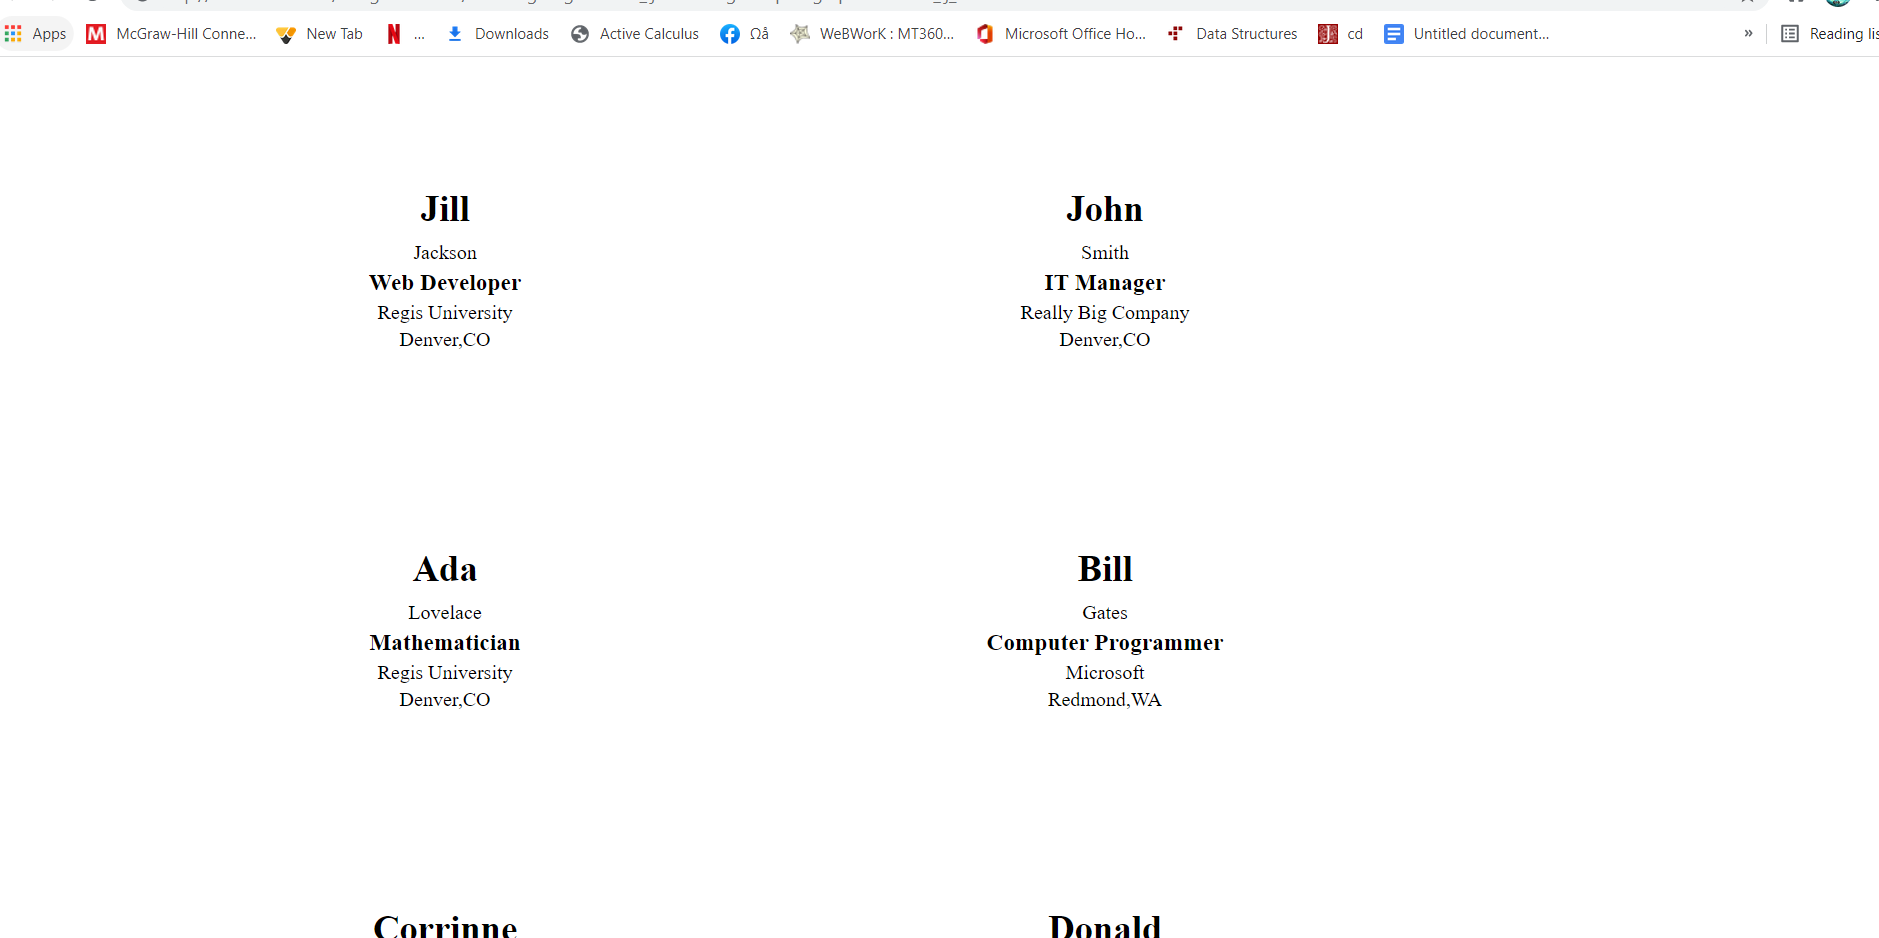 Apps McGraw-Hill Conne... New Tab ... Downloads Active Calculus Ωå WeBWorK : MT360... Microsoft Office Ho... Data Structures cd Untitled document... » Reading lis
Jill
Jackson
Web Developer
Regis University
Denver,CO
John
Smith
IT Manager
Really Big Company
Denver,CO
Ada
Lovelace
Mathematician
Regis University
Denver,CO
Bill
Gates
Computer Programmer
Microsoft
Redmond,WA
Corrinne
Donald